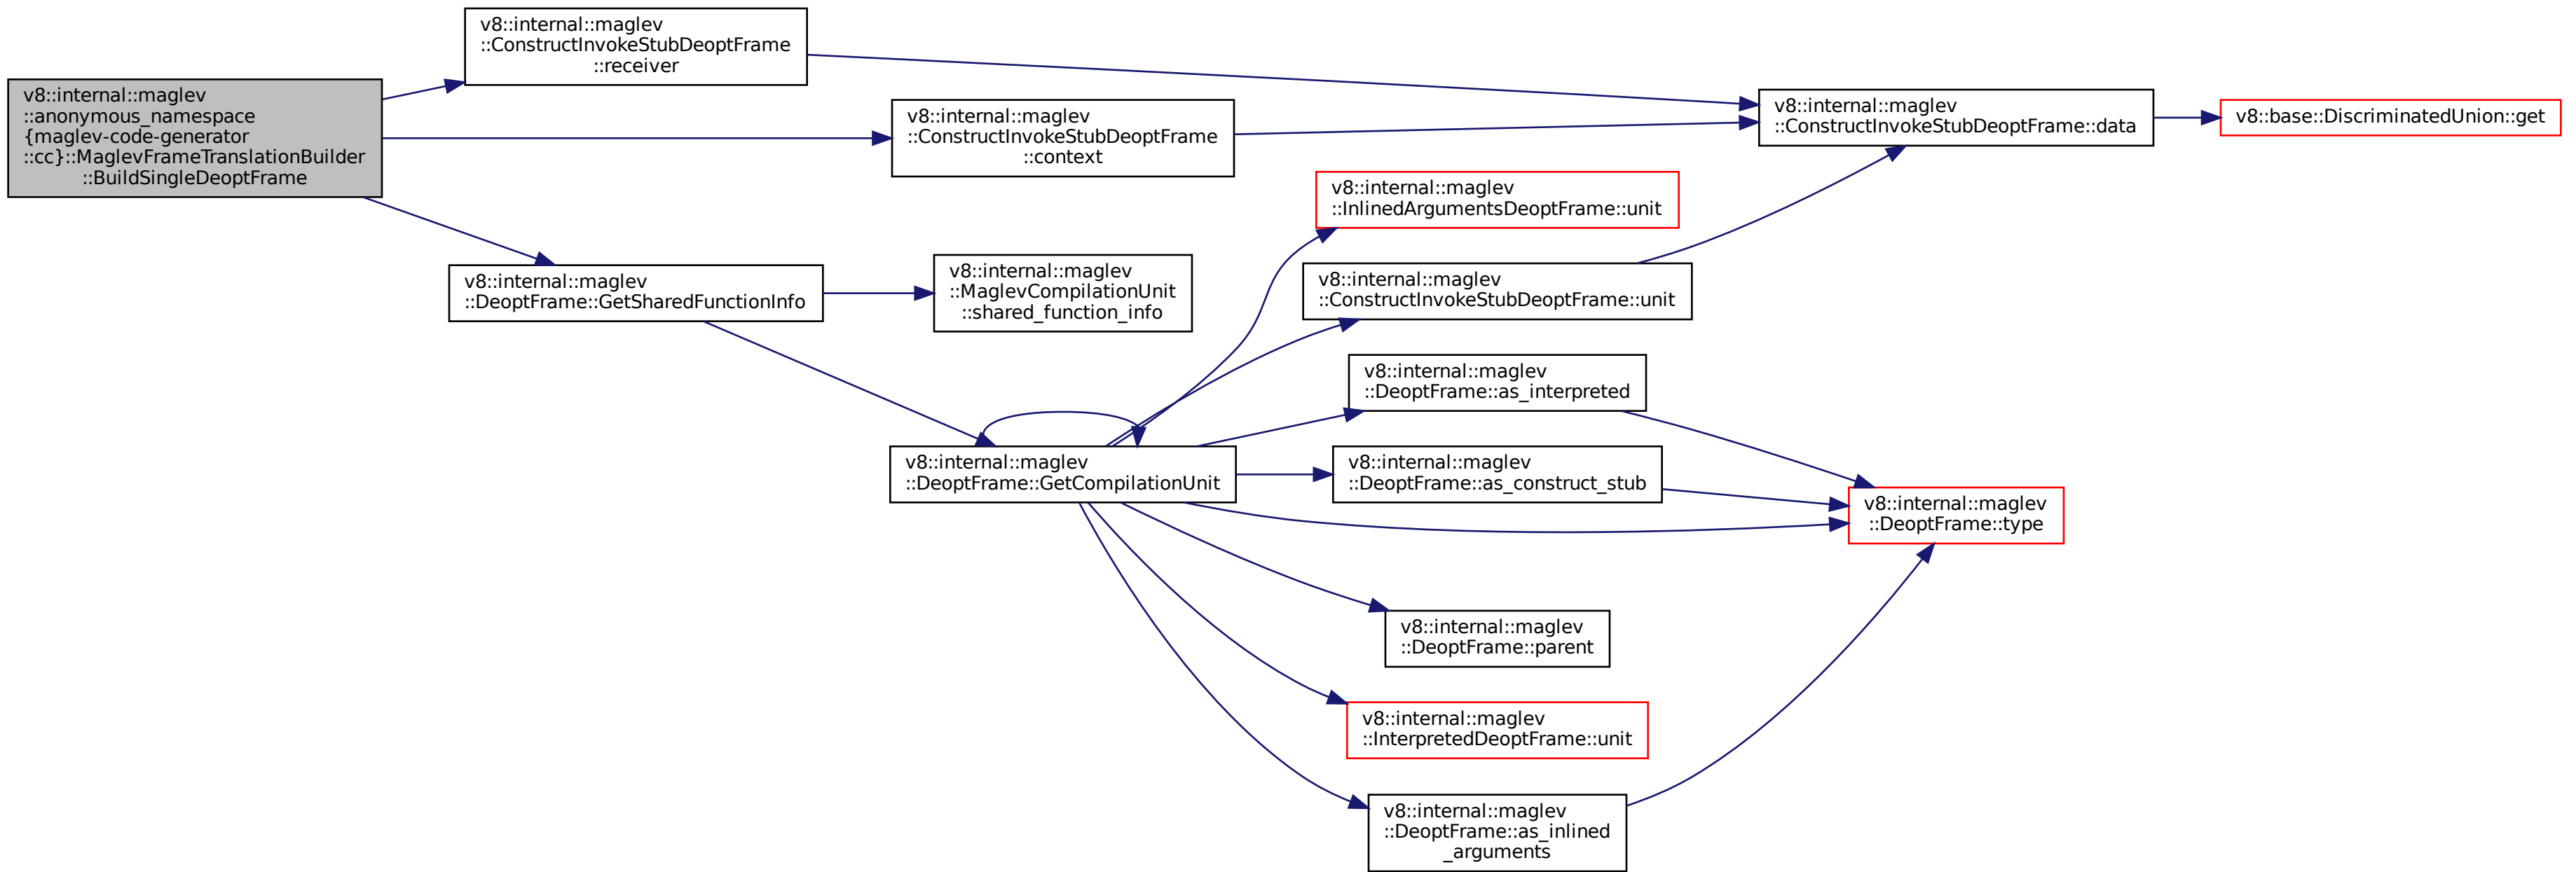 v8::internal::maglev
::anonymous_namespace
{maglev-code-generator
::cc}::MaglevFrameTranslationBuilder
::BuildSingleDeoptFrame
v8::internal::maglev
::ConstructInvokeStubDeoptFrame
::receiver
v8::internal::maglev
::ConstructInvokeStubDeoptFrame
::context
v8::internal::maglev
::ConstructInvokeStubDeoptFrame::data
v8::base::DiscriminatedUnion::get
v8::internal::maglev
::DeoptFrame::GetSharedFunctionInfo
v8::internal::maglev
::MaglevCompilationUnit
::shared_function_info
v8::internal::maglev
::DeoptFrame::GetCompilationUnit
v8::internal::maglev
::InlinedArgumentsDeoptFrame::unit
v8::internal::maglev
::ConstructInvokeStubDeoptFrame::unit
v8::internal::maglev
::DeoptFrame::as_interpreted
v8::internal::maglev
::DeoptFrame::as_construct_stub
v8::internal::maglev
::DeoptFrame::type
v8::internal::maglev
::DeoptFrame::parent
v8::internal::maglev
::InterpretedDeoptFrame::unit
v8::internal::maglev
::DeoptFrame::as_inlined
_arguments